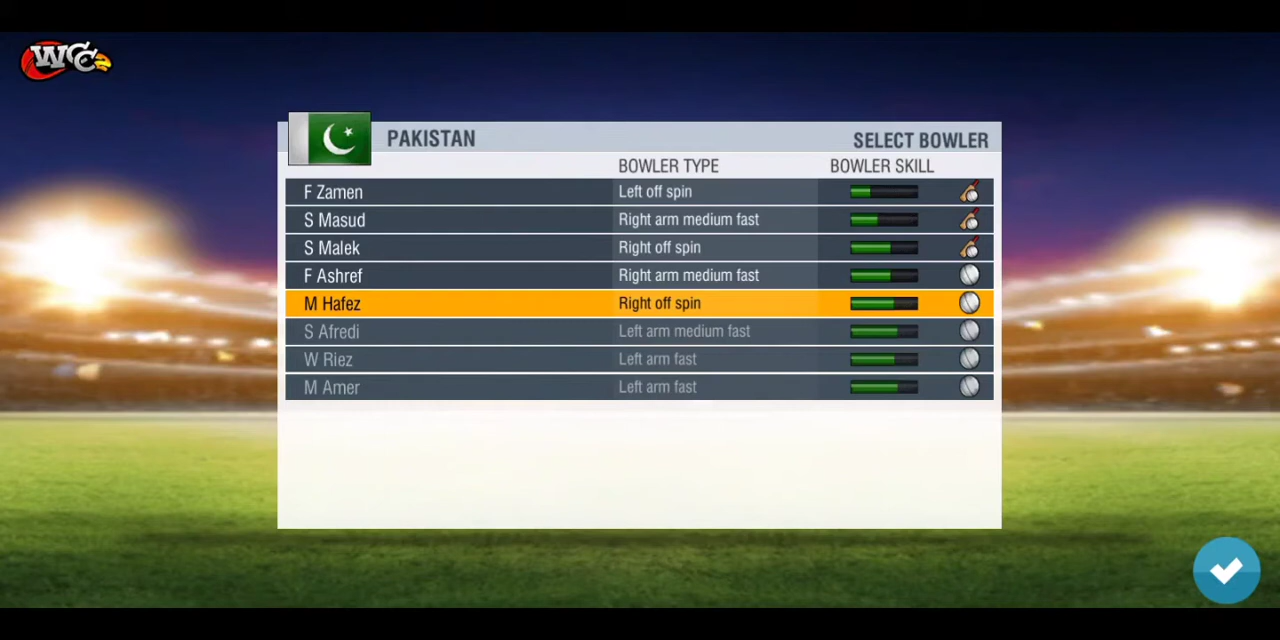 WCC
PAKISTAN
SELECT BOWLER
BOWLER TYPE BOWLER SKILL
F Zamen Left off spin
S Masud Right arm medium fast
S Malek Right off spin
F Ashref Right arm medium fast
M Hafez Right off spin
S Afredi Left arm medium fast
W Riez Left arm fast
M Amer Left arm fast